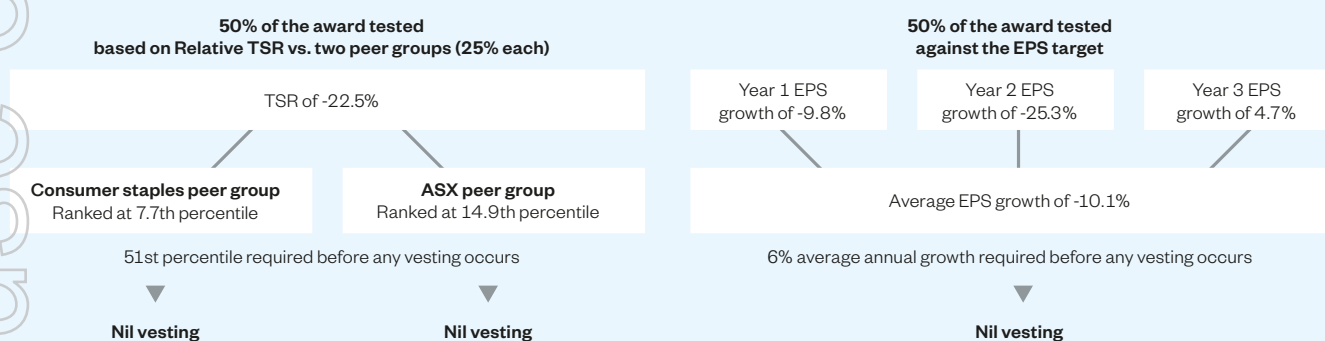 50% of the award tested
based on Relative TSR vs. two peer groups (25% each)
TSR of -22.5%
Consumer staples peer group
Ranked at 7.7th percentile
ASX peer group
Ranked at 14.9th percentile
51st percentile required before any vesting occurs
Nil vesting
Nil vesting
50% of the award tested
against the EPS target
Year 1 EPS
growth of -9.8%
Year 2 EPS
growth of -25.3%
Year 3 EPS
growth of 4.7%
Average EPS growth of -10.1%
6% average annual growth required before any vesting occurs
Nil vesting